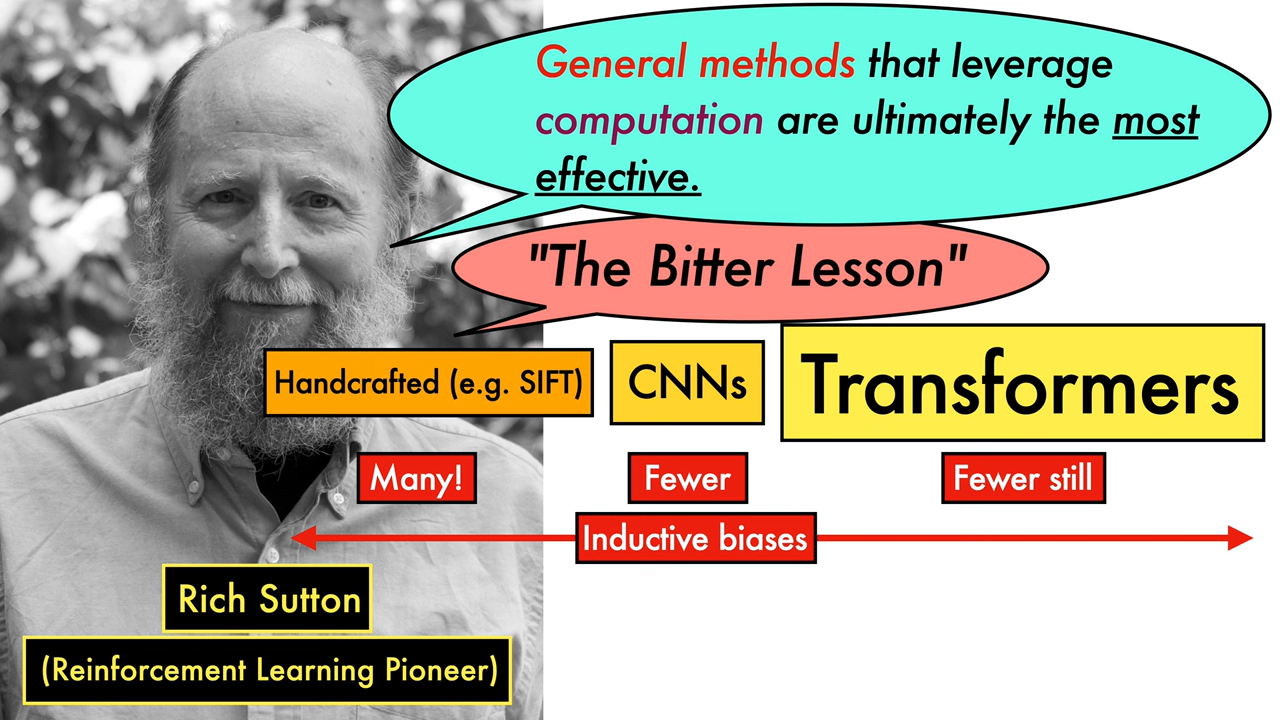 General methods that leverage
computation are ultimately the most
effective.
"The Bitter Lesson"
Handcrafted (e.g. SIFT)
CNNs
Transformers
Many!
Fewer
Fewer still
Inductive biases
Rich Sutton
(Reinforcement Learning Pioneer)